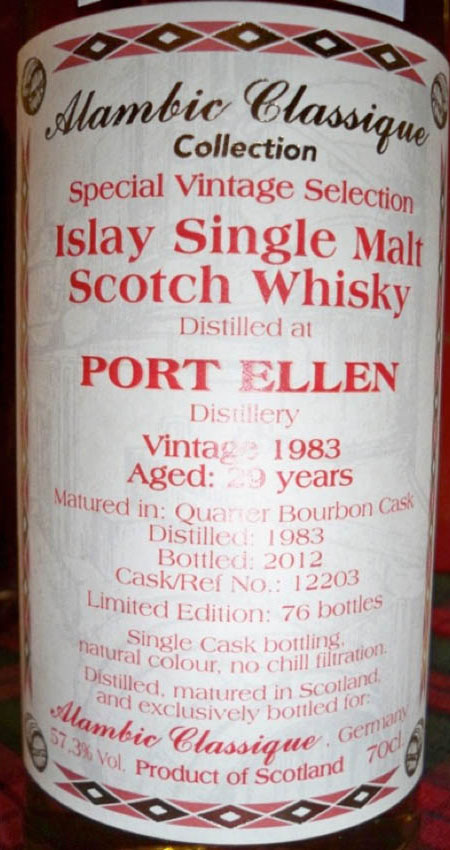 Alambic Classique
Collection
Special Vintage Selection
Islay Single Malt
Scotch Whisky
Distilled at
PORT ELLEN
Distillery
Vintage 1983
Aged: 29 years
Matured in: Quarter Bourbon Cask
Distilled: 1983
Bottled: 2012
Cask/Ref No.: 12203
Limited Edition: 76 bottles
Single Cask bottling,
natural colour, no chill filtration.
Distilled, matured in Scotland,
and exclusively bottled for:
Alambic Classique, Germany
57,3% Vol. Product of Scotland 70cl.